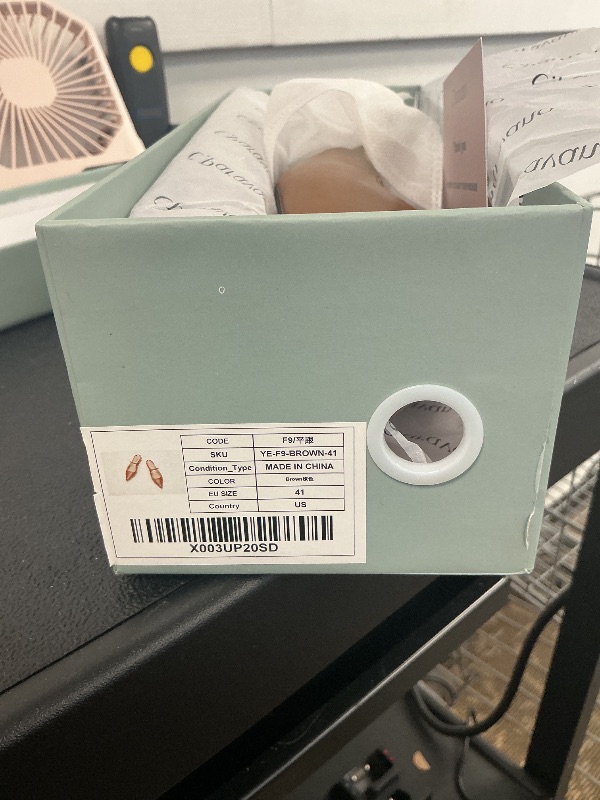 Charava
CODE F9/平跟
SKU YE-F9-BROWN-41
Condition_Type MADE IN CHINA
COLOR Brown棕色
EU SIZE 41
Country US
X003UP20SD